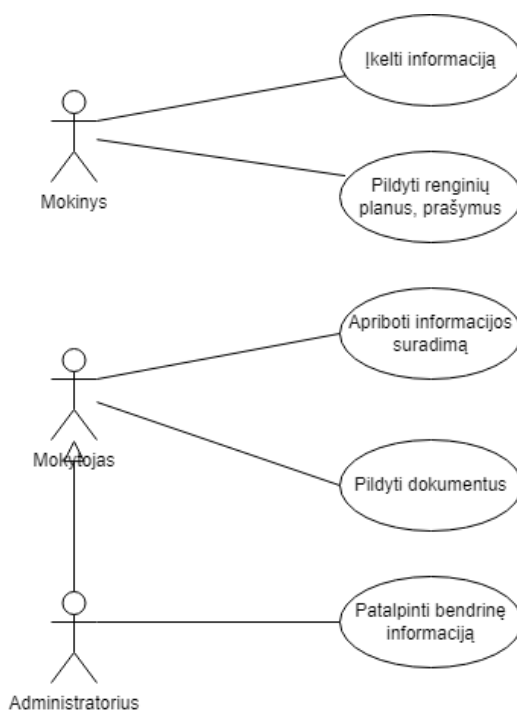 Įkelti informaciją
Mokinys
Pildyti renginių
planus, prašymus
Apriboti informacijos
suradimą
Mokytojas
Pildyti dokumentus
Patalpinti bendrinę
informaciją
Administratorius